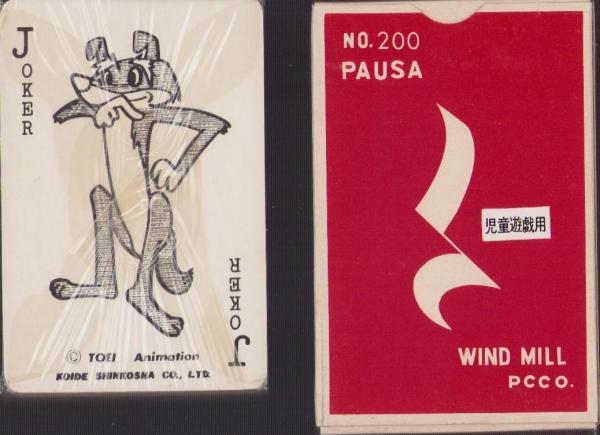 JOKER
© TOEI Animation
KOIDE SHINKOSHA CO., LTD.
JOKER
NO. 200
PAUSA
児童遊戯用
WIND MILL
PCCO.